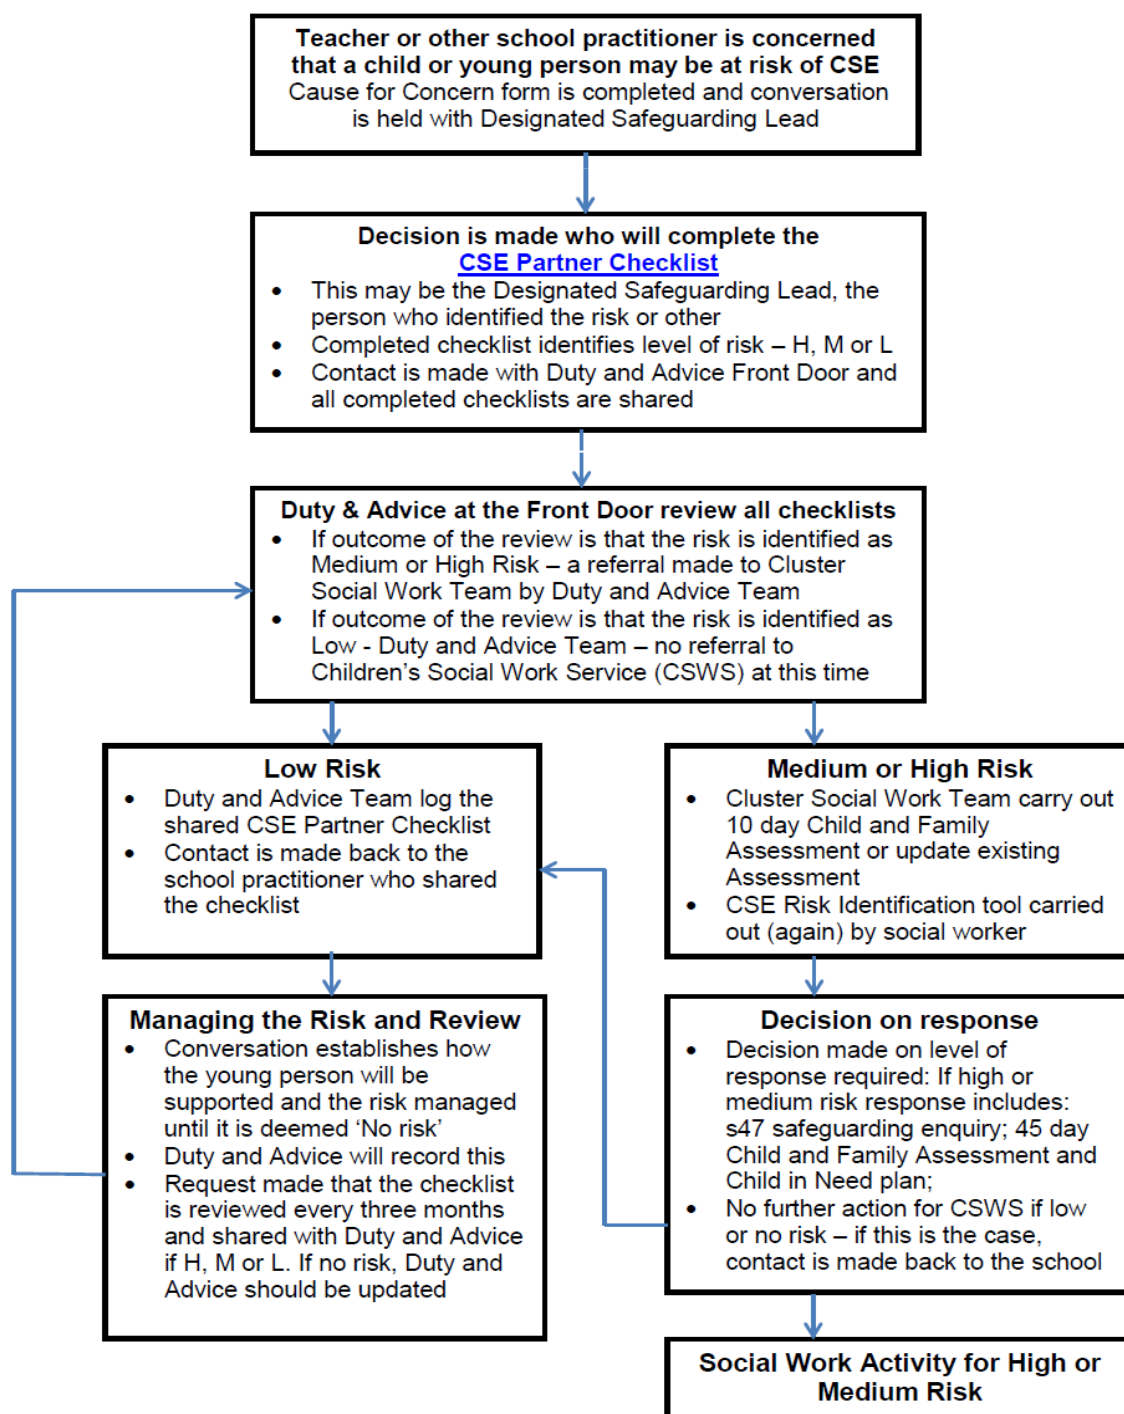 Teacher or other school practitioner is concerned
that a child or young person may be at risk of CSE
Cause for Concern form is completed and conversation
is held with Designated Safeguarding Lead
Decision is made who will complete the
CSE Partner Checklist
• This may be the Designated Safeguarding Lead, the
person who identified the risk or other
• Completed checklist identifies level of risk – H, M or L
• Contact is made with Duty and Advice Front Door and
all completed checklists are shared
Duty & Advice at the Front Door review all checklists
• If outcome of the review is that the risk is identified as
Medium or High Risk – a referral made to Cluster
Social Work Team by Duty and Advice Team
• If outcome of the review is that the risk is identified as
Low - Duty and Advice Team – no referral to
Children's Social Work Service (CSWS) at this time
Low Risk
• Duty and Advice Team log the
shared CSE Partner Checklist
• Contact is made back to the
school practitioner who shared
the checklist
Medium or High Risk
• Cluster Social Work Team carry out
10 day Child and Family
Assessment or update existing
Assessment
• CSE Risk Identification tool carried
out (again) by social worker
Managing the Risk and Review
• Conversation establishes how
the young person will be
supported and the risk managed
until it is deemed 'No risk'
• Duty and Advice will record this
• Request made that the checklist
is reviewed every three months
and shared with Duty and Advice
if H, M or L. If no risk, Duty and
Advice should be updated
Decision on response
• Decision made on level of
response required: If high or
medium risk response includes:
s47 safeguarding enquiry; 45 day
Child and Family Assessment and
Child in Need plan;
• No further action for CSWS if low
or no risk – if this is the case,
contact is made back to the school
Social Work Activity for High or
Medium Risk